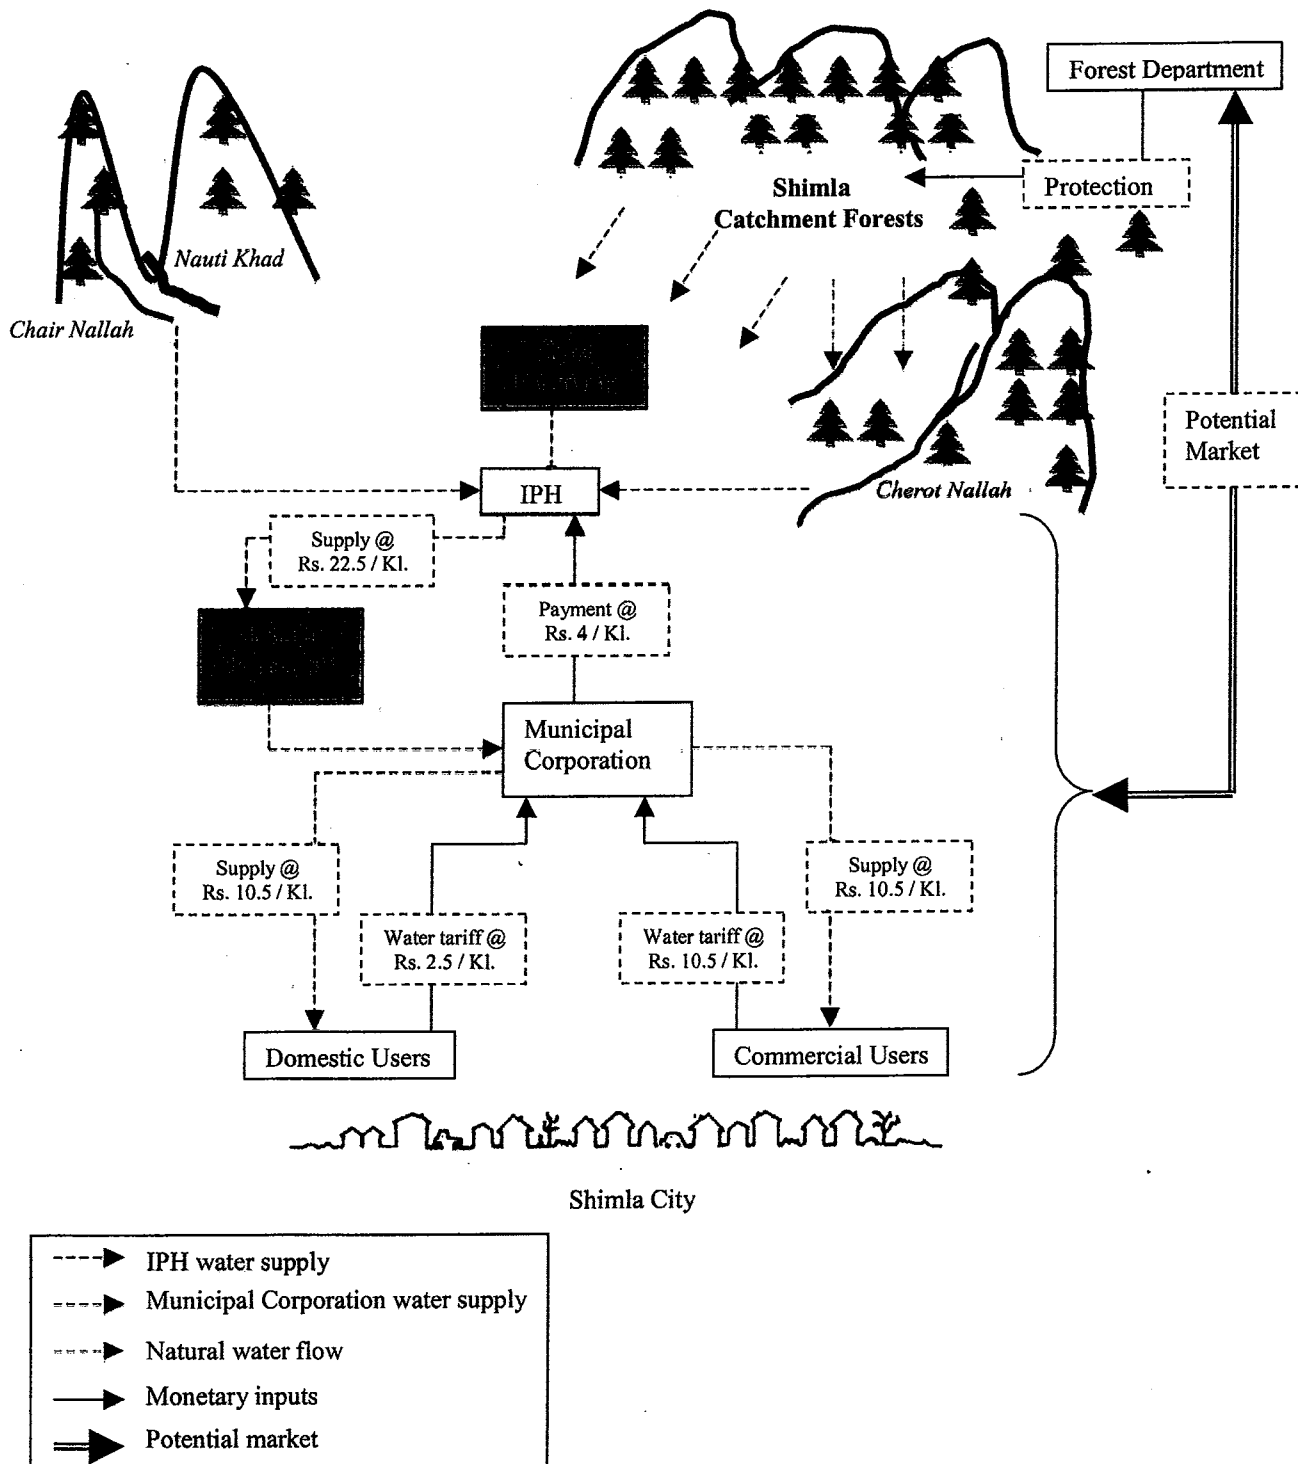 Forest Department
Protection
Shimla
Catchment Forests
Nauti Khad
Chair Nallah
Potential
Market
IPH
Cherot Nallah
Supply @
Rs. 22.5 / Kl.
Payment @
Rs. 4 / Kl.
Municipal
Corporation
Supply @
Rs. 10.5 / Kl.
Supply @
Rs. 10.5 / Kl.
Water tariff @
Rs. 2.5 / Kl.
Water tariff @
Rs. 10.5 / Kl.
Domestic Users
Commercial Users
Shimla City
IPH water supply
Municipal Corporation water supply
Natural water flow
Monetary inputs
Potential market